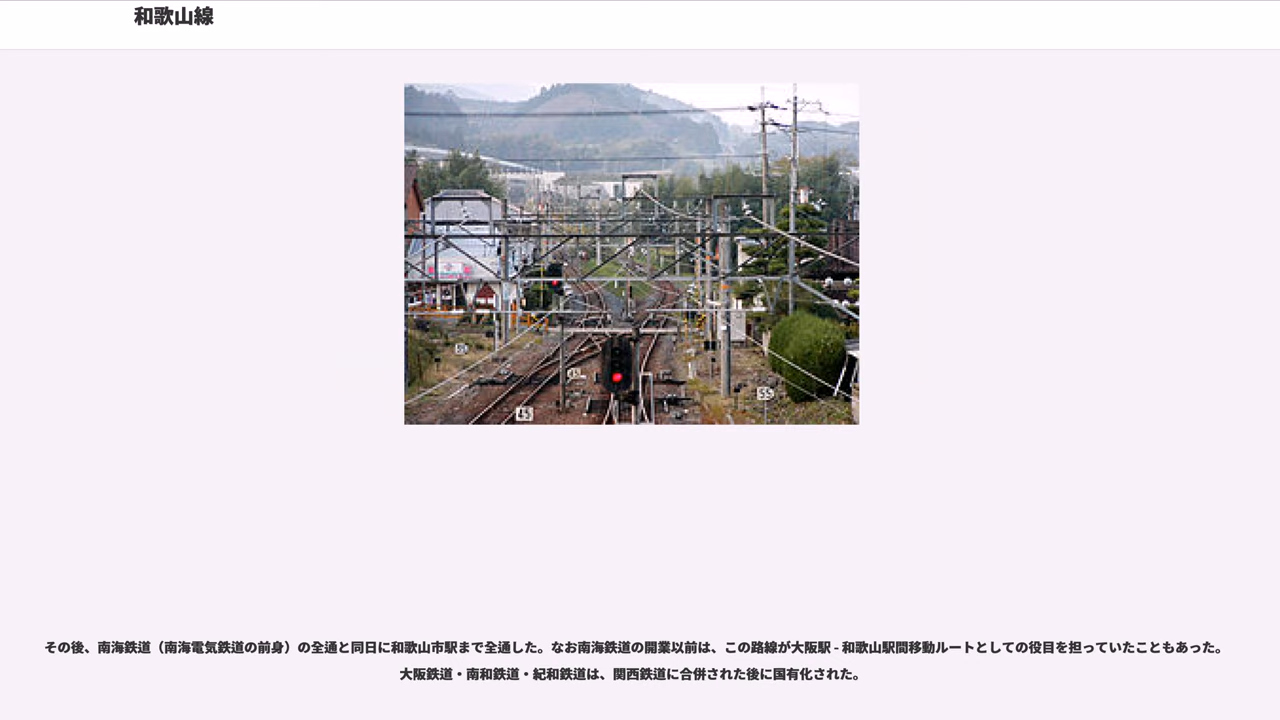 和歌山線
45
55
45
その後、南海鉄道（南海電気鉄道の前身）の全通と同日に和歌山市駅まで全通した。なお南海鉄道の開業以前は、この路線が大阪駅 - 和歌山駅間移動ルートとしての役目を担っていたこともあった。
大阪鉄道・南和鉄道・紀和鉄道は、関西鉄道に合併された後に国有化された。